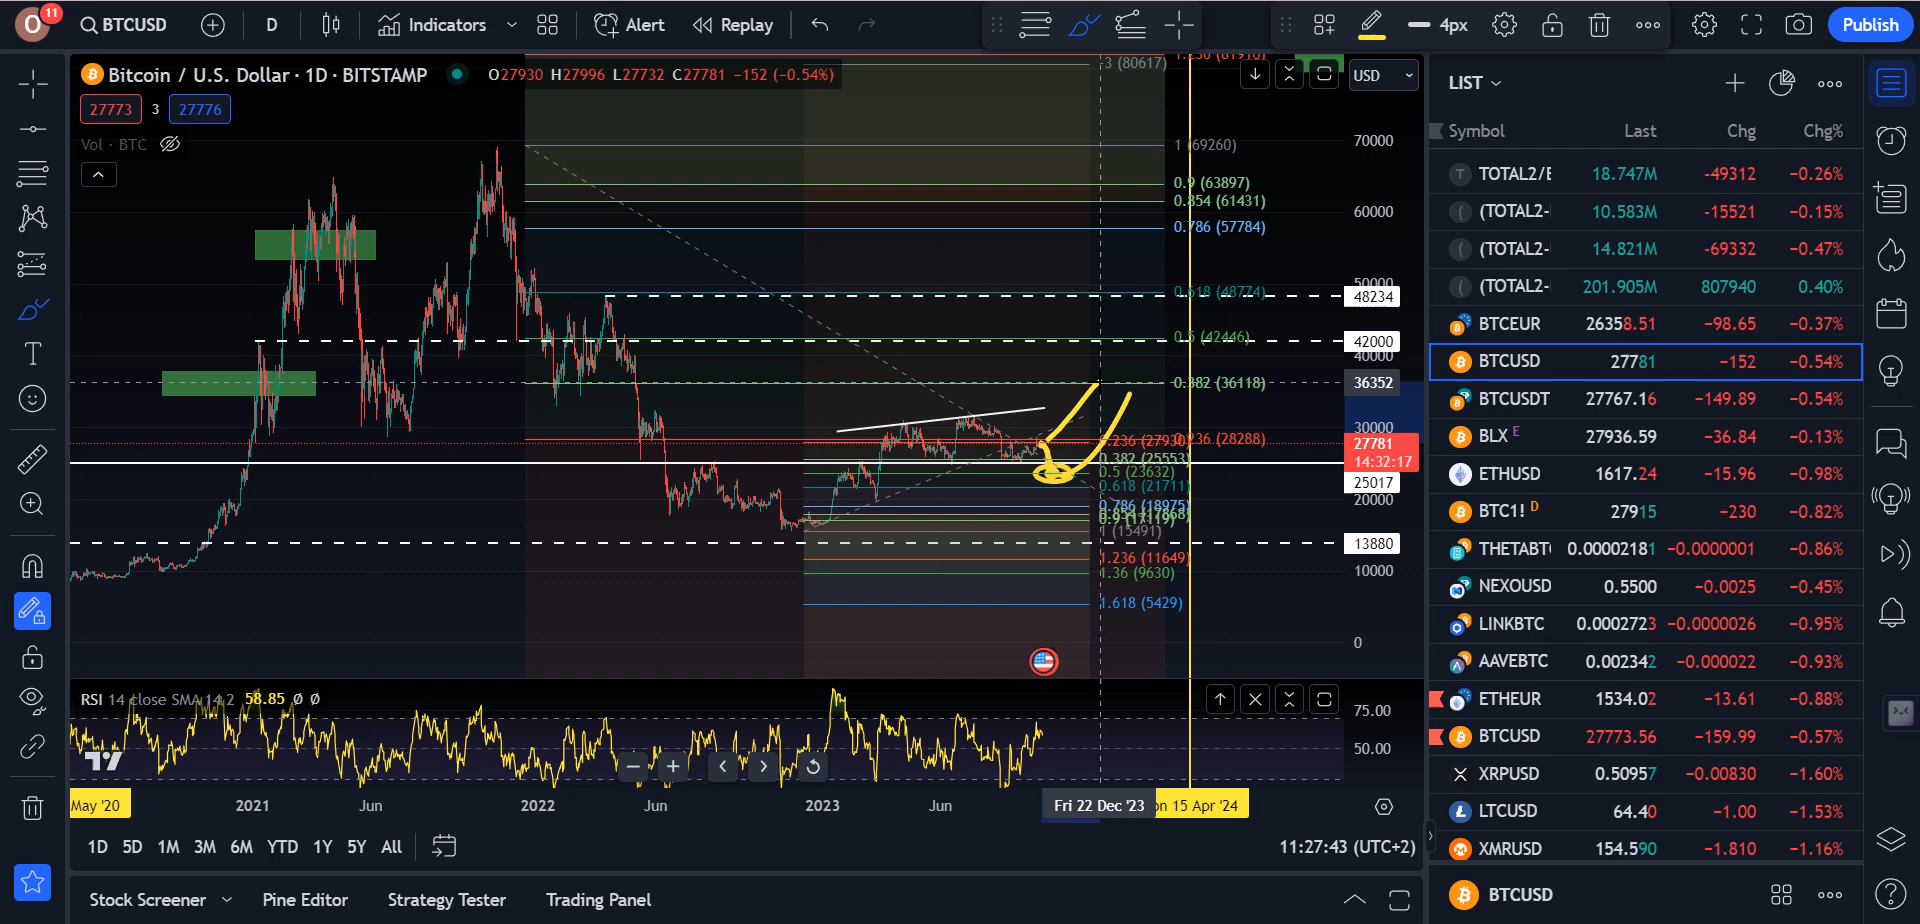 O 11 BTCUSD D Indicators Alert Replay 4px Publish
Bitcoin / U.S. Dollar · 1D · BITSTAMP O27930 H27996 L27732 C27781 −152 (−0.54%)
27773 3 27776
Vol · BTC
USD
-3 (80617)
1 (69260)
0.9 (63897)
0.854 (61431)
0.786 (57784)
0.618 (48774)
0.5 (42446)
0.382 (36118)
0.236 (28288)
0.236 (27930)
0.382 (25553)
0.5 (23632)
0.618 (21711)
0.786 (18975)
0.9 (17119)
1 (15491)
1.236 (11649)
1.36 (9630)
1.618 (5429)
70000
60000
50000
48234
42000
40000
36352
30000
27781
14:32:17
25017
20000
13880
10000
0
RSI 14 close SMA 14 2 58.85 Ø Ø
75.00
50.00
May '20 2021 Jun 2022 Jun 2023 Jun Fri 22 Dec '23 15 Apr '24
1D 5D 1M 3M 6M YTD 1Y 5Y All 11:27:43 (UTC+2)
Stock Screener Pine Editor Strategy Tester Trading Panel
LIST
Symbol Last Chg Chg%
TOTAL2/E 18.747M -49312 −0.26%
(TOTAL2- 10.583M -15521 −0.15%
(TOTAL2- 14.821M -69332 −0.47%
(TOTAL2- 201.905M 807940 0.40%
BTCEUR 26358.51 −98.65 −0.37%
BTCUSD 27781 −152 −0.54%
BTCUSDT 27767.16 −149.89 −0.54%
BLX E 27936.59 −36.84 −0.13%
ETHUSD 1617.24 −15.96 −0.98%
BTC1! D 27915 −230 −0.82%
THETABT 0.00002181 −0.0000001 −0.86%
NEXOUSD 0.5500 −0.0025 −0.45%
LINKBTC 0.0002723 −0.0000026 −0.95%
AAVEBTC 0.002342 −0.000022 −0.93%
ETHEUR 1534.02 −13.61 −0.88%
BTCUSD 27773.56 −159.99 −0.57%
XRPUSD 0.50957 −0.00830 −1.60%
LTCUSD 64.40 −1.00 −1.53%
XMRUSD 154.590 −1.810 −1.16%
BTCUSD